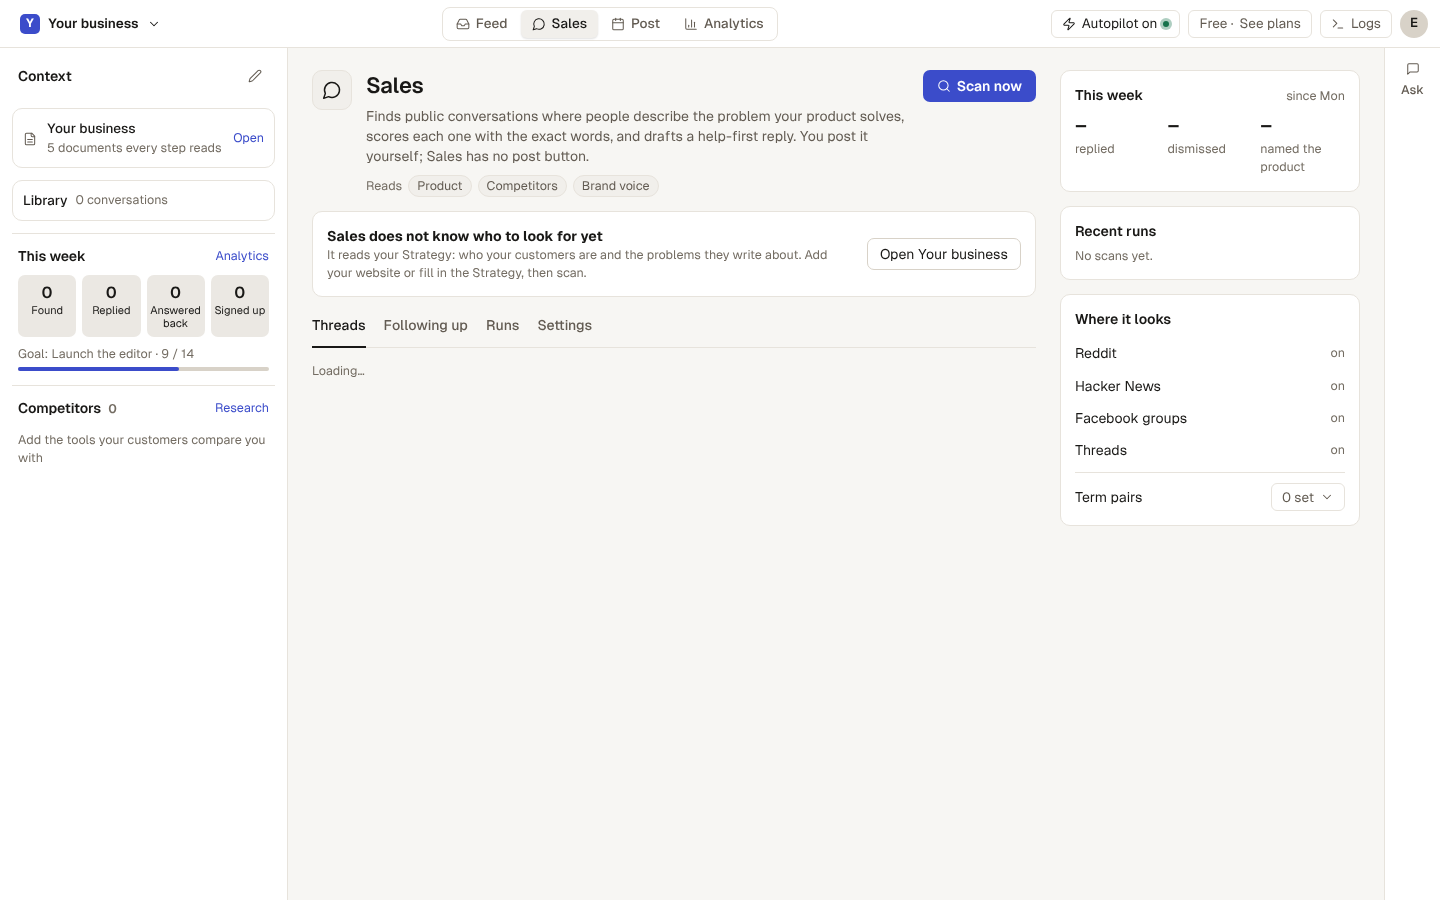 Y Your business
Feed
Sales
Post
Analytics
Autopilot on
Free · See plans
Logs
E
Context
Your business
5 documents every step reads
Open
Library 0 conversations
This week
Analytics
0
Found
0
Replied
0
Answered
back
0
Signed up
Goal: Launch the editor · 9 / 14
Competitors 0
Research
Add the tools your customers compare you
with
Sales
Scan now
Finds public conversations where people describe the problem your product solves,
scores each one with the exact words, and drafts a help-first reply. You post it
yourself; Sales has no post button.
Reads Product Competitors Brand voice
Sales does not know who to look for yet
It reads your Strategy: who your customers are and the problems they write about. Add
your website or fill in the Strategy, then scan.
Open Your business
Threads
Following up
Runs
Settings
Loading…
This week
since Mon
–
replied
–
dismissed
–
named the
product
Recent runs
No scans yet.
Where it looks
Reddit on
Hacker News on
Facebook groups on
Threads on
Term pairs
0 set
Ask